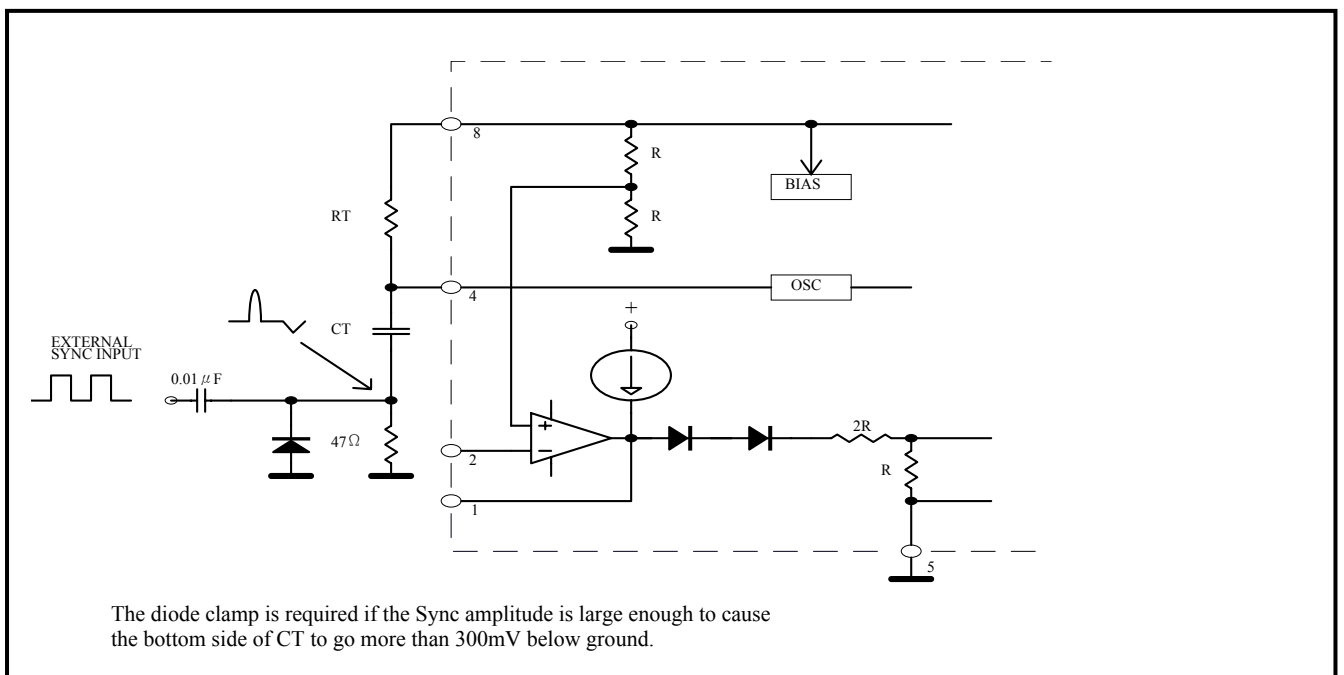 8
R
BIAS
RT
R
4
OSC
+
CT
EXTERNAL
SYNC INPUT
0.01 μF
47Ω
+
−
2R
2
R
1
5
The diode clamp is required if the Sync amplitude is large enough to cause
the bottom side of CT to go more than 300mV below ground.